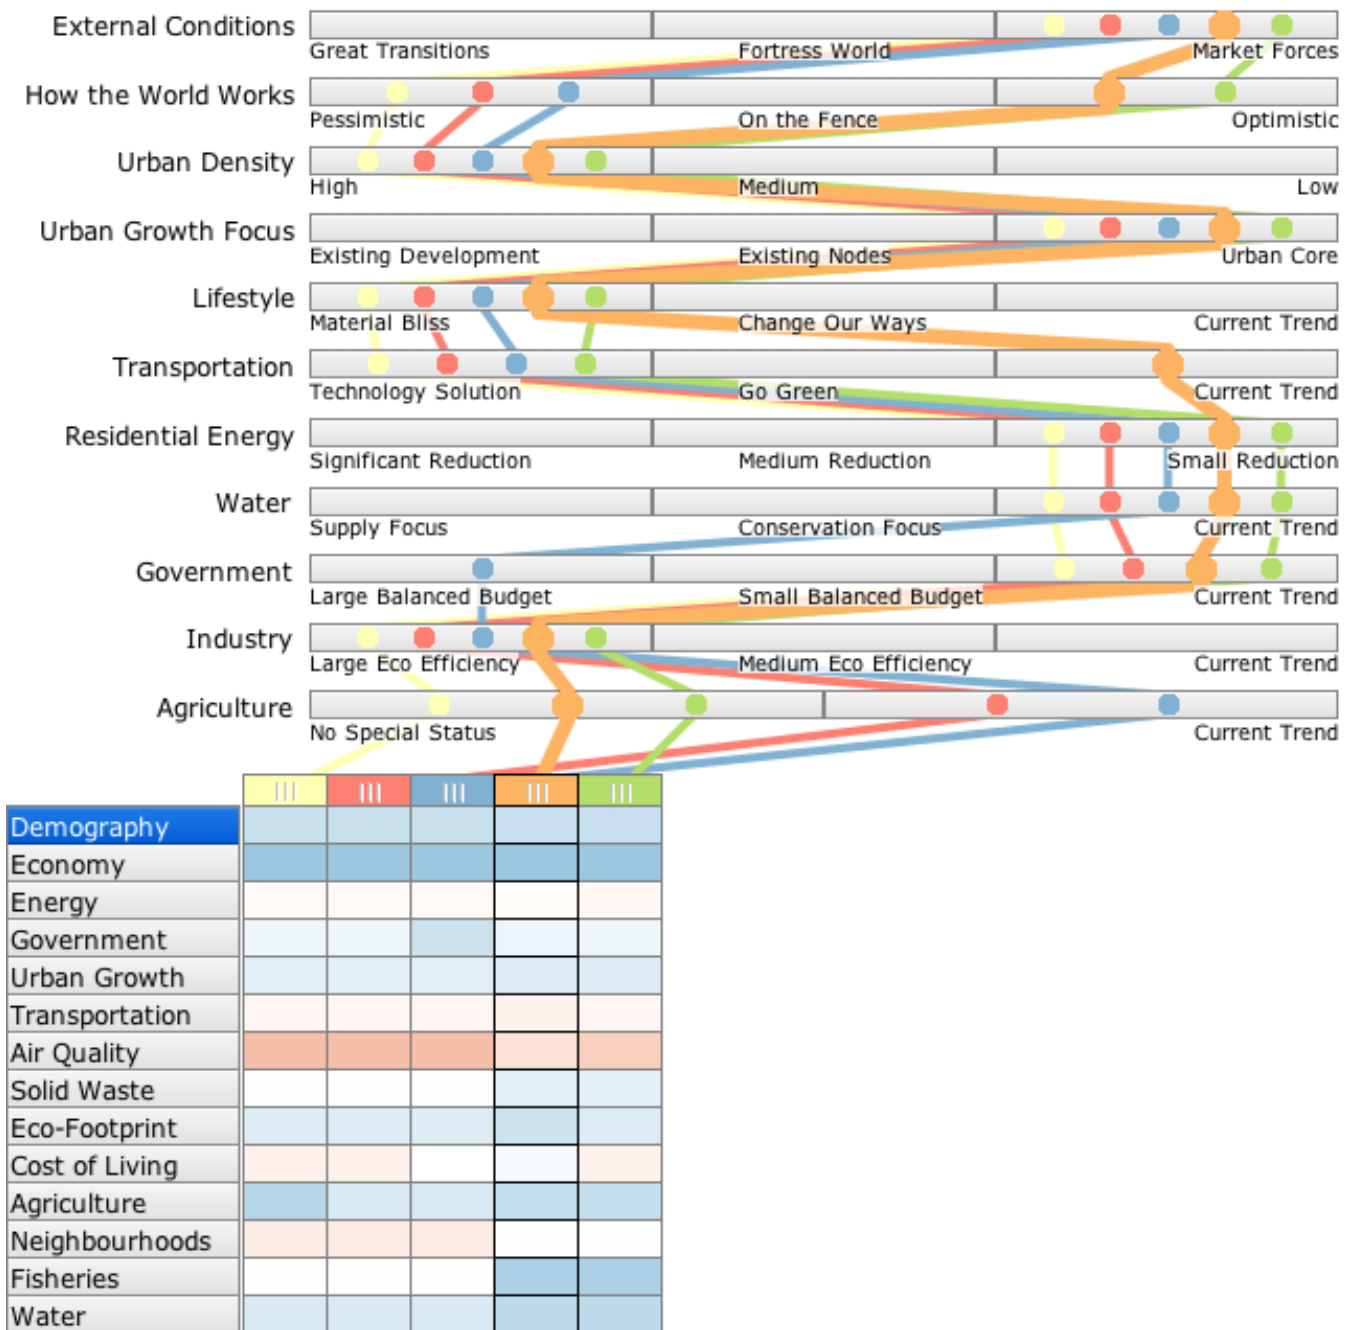 External Conditions
Great Transitions Fortress World Market Forces
How the World Works
Pessimistic On the Fence Optimistic
Urban Density
High Medium Low
Urban Growth Focus
Existing Development Existing Nodes Urban Core
Lifestyle
Material Bliss Change Our Ways Current Trend
Transportation
Technology Solution Go Green Current Trend
Residential Energy
Significant Reduction Medium Reduction Small Reduction
Water
Supply Focus Conservation Focus Current Trend
Government
Large Balanced Budget Small Balanced Budget Current Trend
Industry
Large Eco Efficiency Medium Eco Efficiency Current Trend
Agriculture
No Special Status Current Trend
Demography
Economy
Energy
Government
Urban Growth
Transportation
Air Quality
Solid Waste
Eco-Footprint
Cost of Living
Agriculture
Neighbourhoods
Fisheries
Water